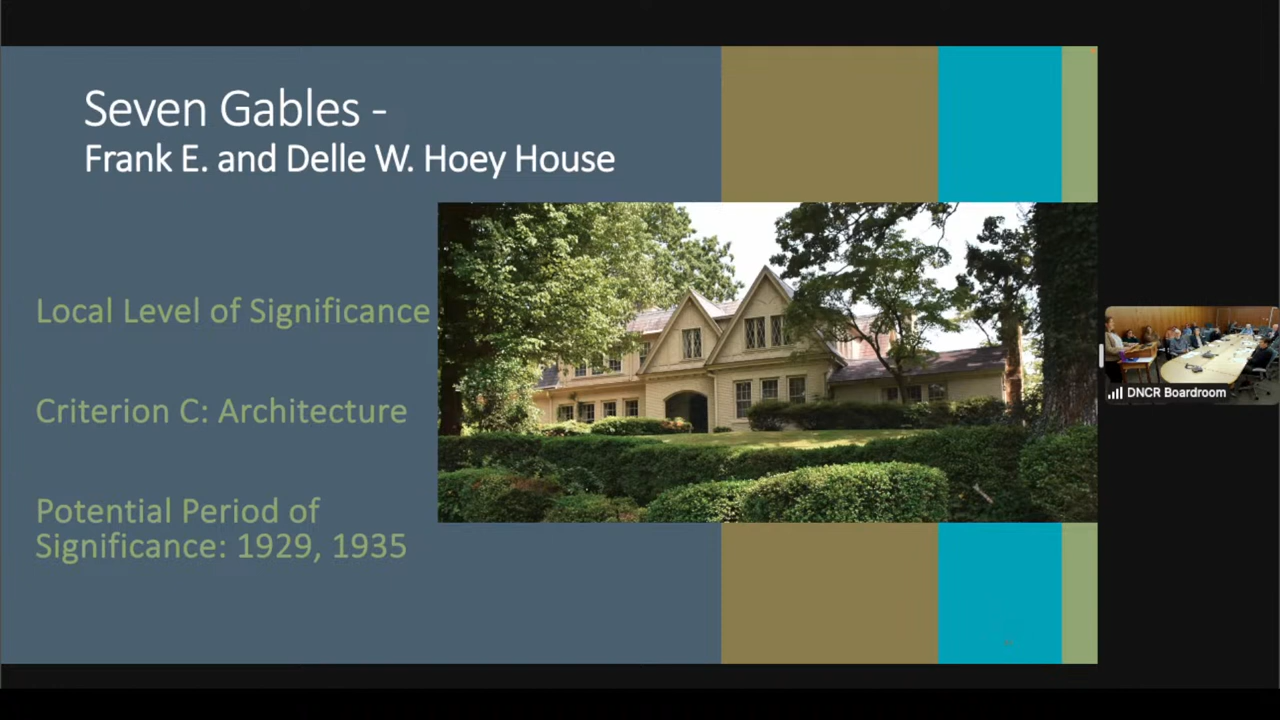 Seven Gables -
Frank E. and Delle W. Hoey House
Local Level of Significance
Criterion C: Architecture
Potential Period of
Significance: 1929, 1935
DNCR Boardroom